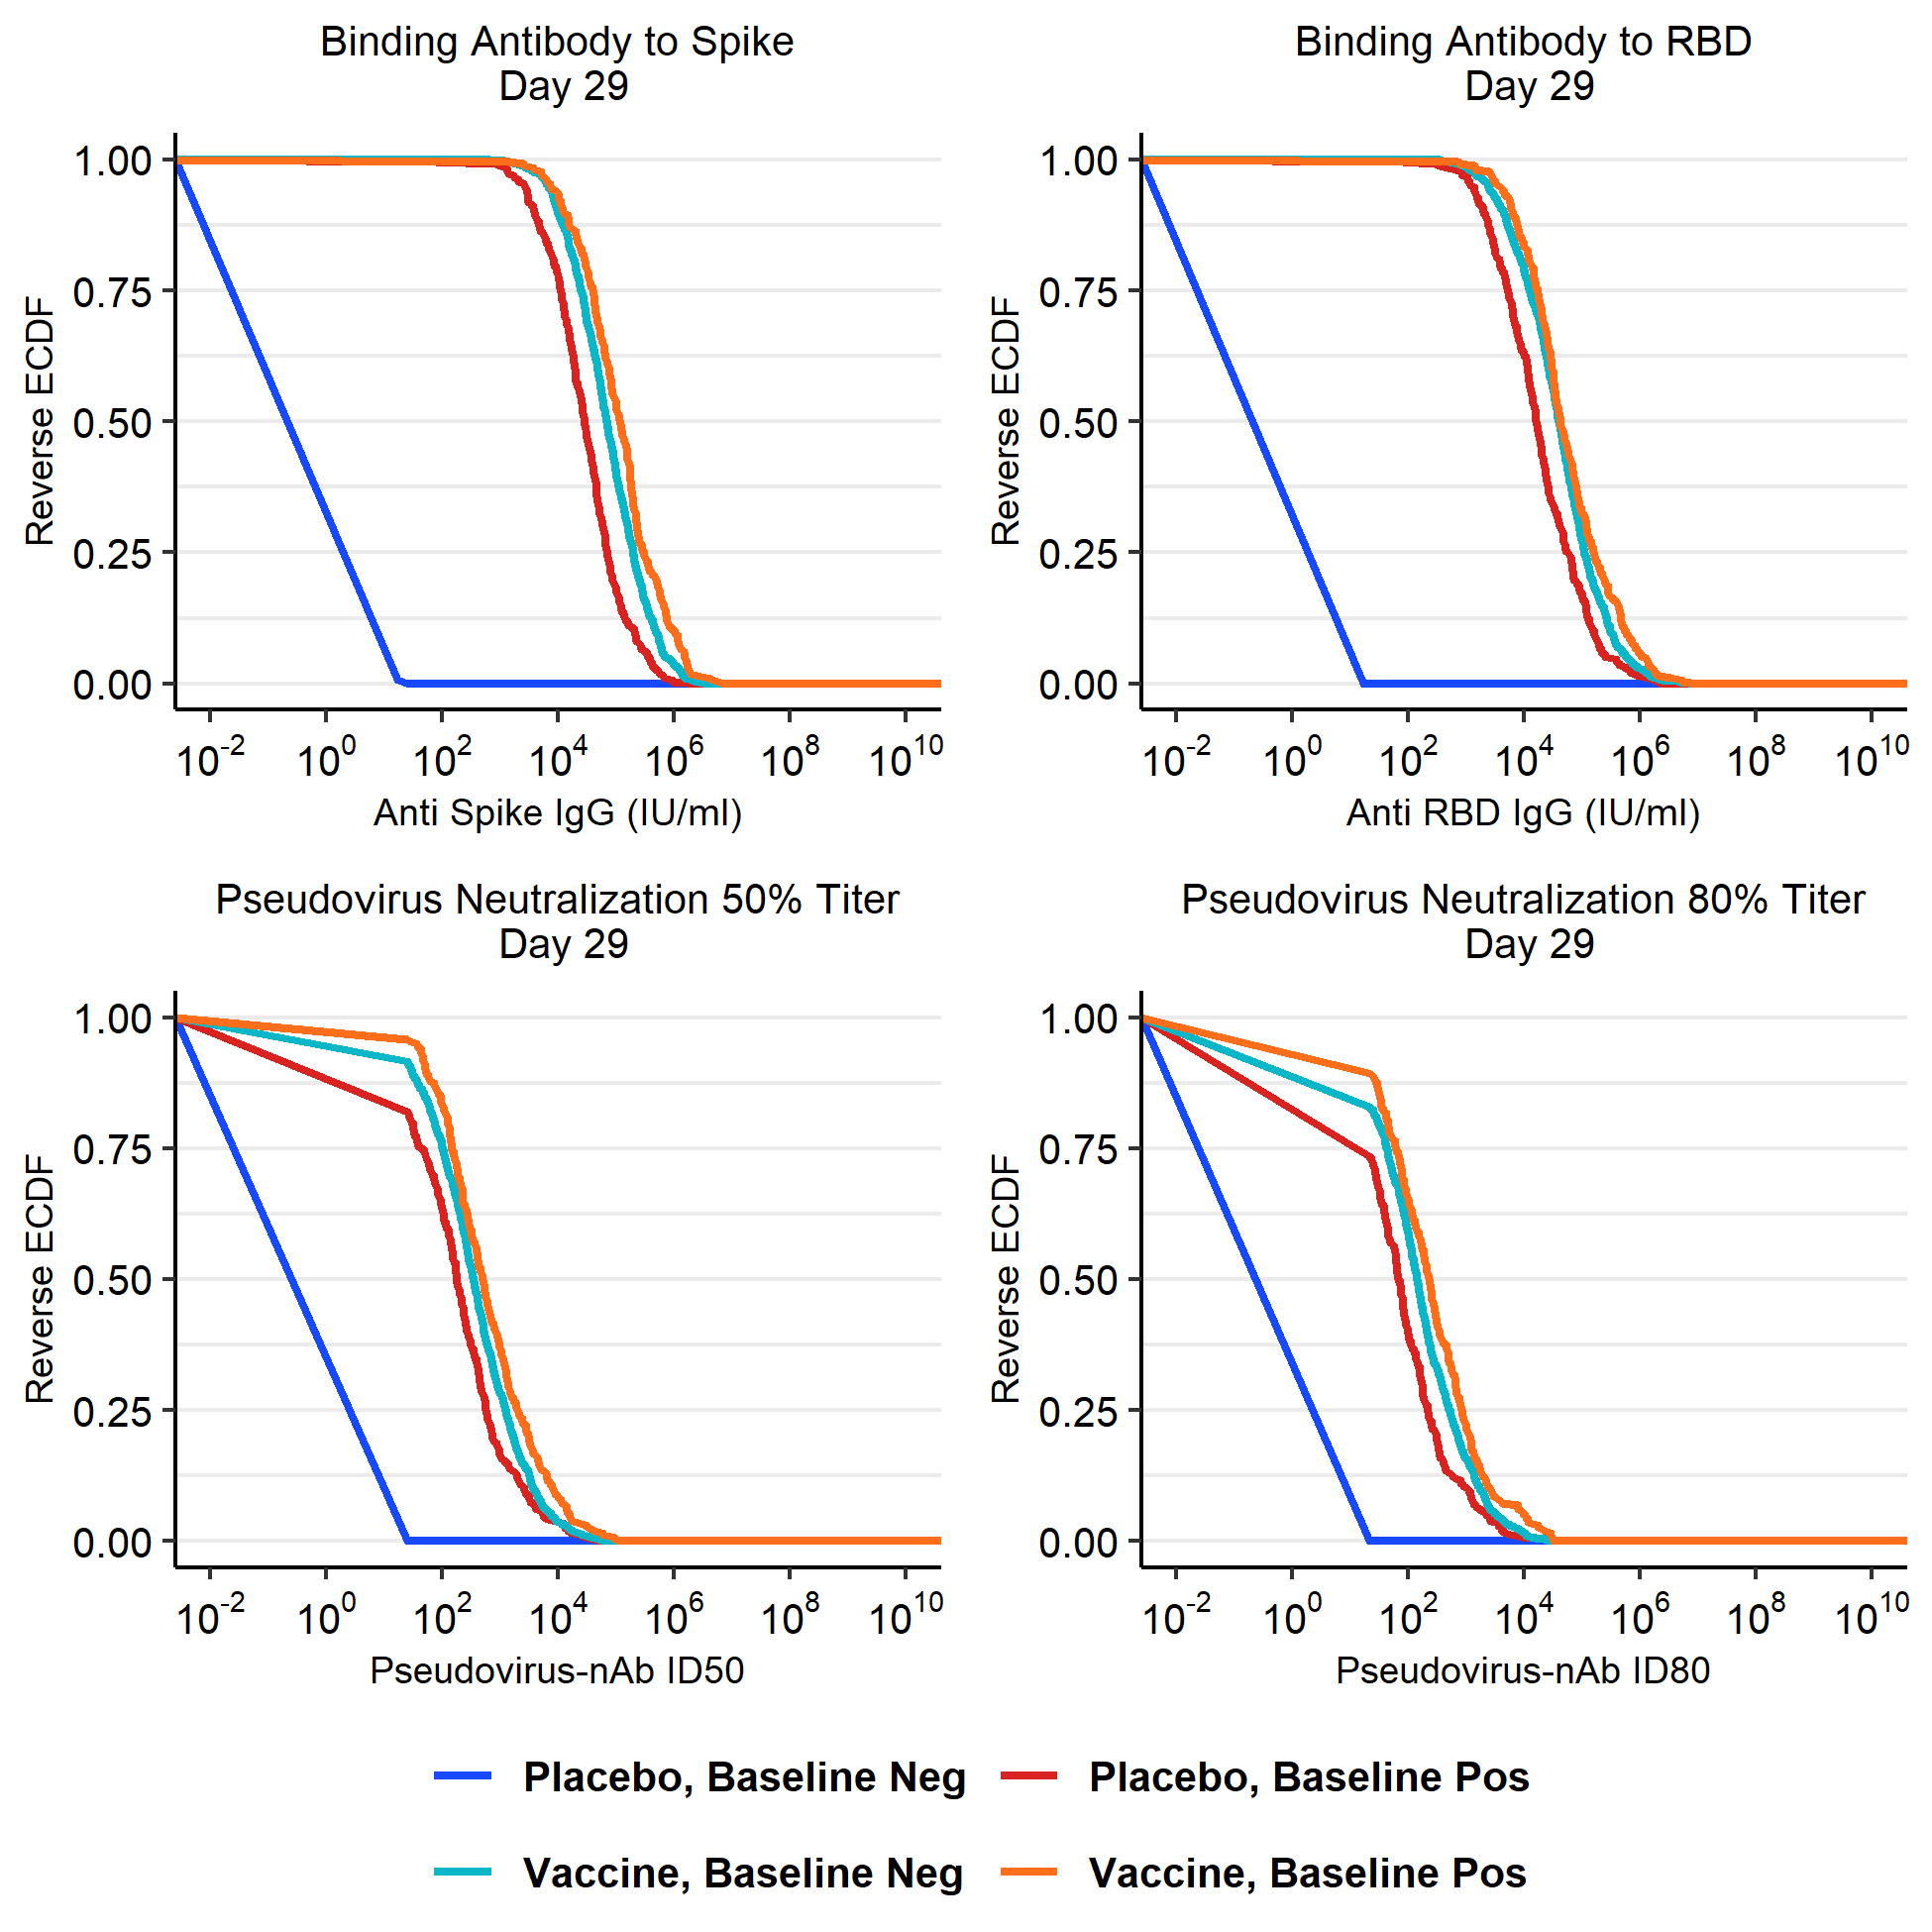 Binding Antibody to Spike
Day 29
Reverse ECDF
1.00
0.75
0.50
0.25
0.00
10^-2 10^0 10^2 10^4 10^6 10^8 10^10
Anti Spike IgG (IU/ml)
Binding Antibody to RBD
Day 29
Reverse ECDF
1.00
0.75
0.50
0.25
0.00
10^-2 10^0 10^2 10^4 10^6 10^8 10^10
Anti RBD IgG (IU/ml)
Pseudovirus Neutralization 50% Titer
Day 29
Reverse ECDF
1.00
0.75
0.50
0.25
0.00
10^-2 10^0 10^2 10^4 10^6 10^8 10^10
Pseudovirus-nAb ID50
Pseudovirus Neutralization 80% Titer
Day 29
Reverse ECDF
1.00
0.75
0.50
0.25
0.00
10^-2 10^0 10^2 10^4 10^6 10^8 10^10
Pseudovirus-nAb ID80
Placebo, Baseline Neg
Placebo, Baseline Pos
Vaccine, Baseline Neg
Vaccine, Baseline Pos